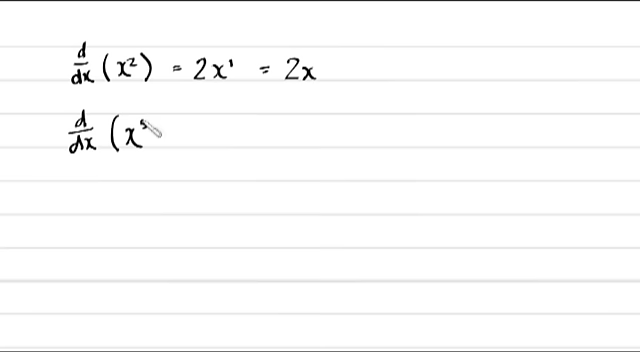 d/dx (x²) = 2x¹ = 2x
d/dx (x